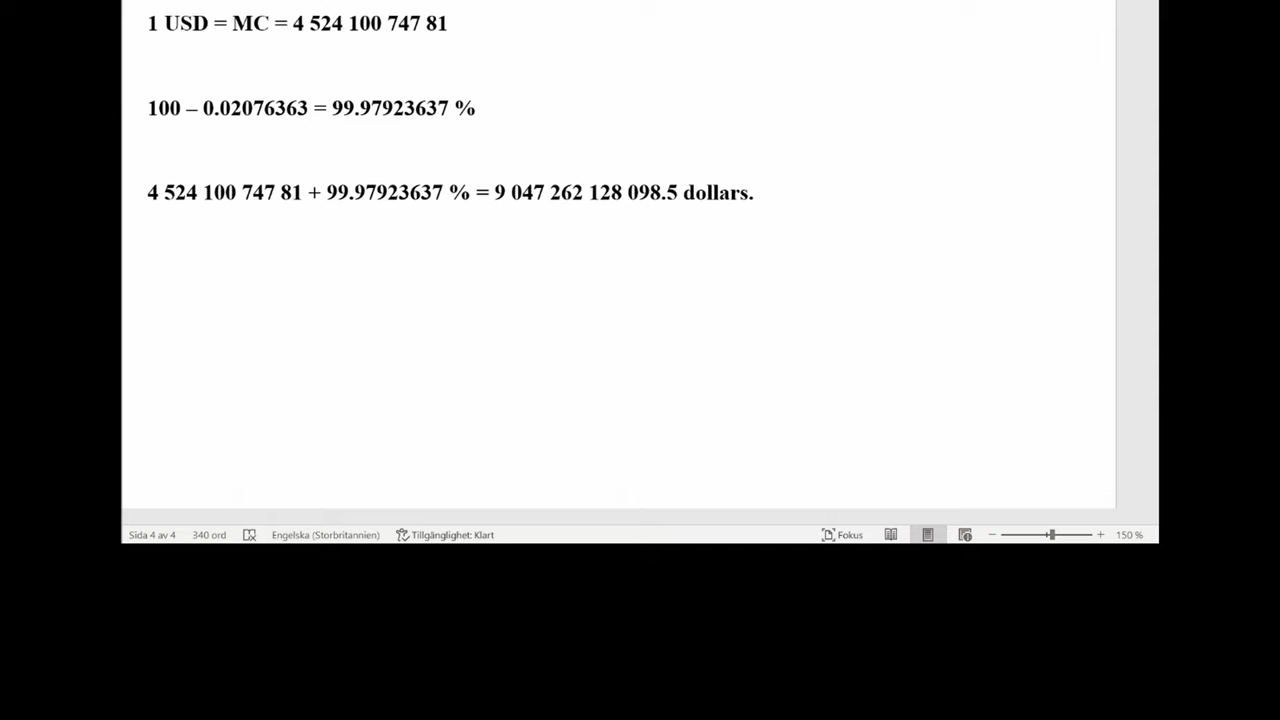 1 USD = MC = 4 524 100 747 81
100 – 0.02076363 = 99.97923637 %
4 524 100 747 81 + 99.97923637 % = 9 047 262 128 098.5 dollars.
Sida 4 av 4 340 ord Engelska (Storbritannien) Tillgänglighet: Klart Fokus 150 %